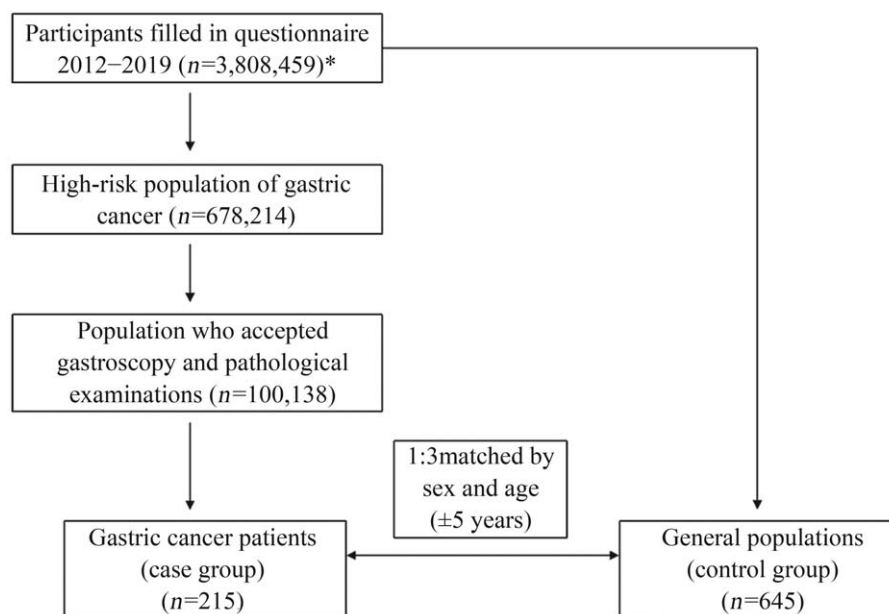 Participants filled in questionnaire
2012−2019 (n=3,808,459)*
High-risk population of gastric
cancer (n=678,214)
Population who accepted
gastroscopy and pathological
examinations (n=100,138)
1:3matched by
sex and age
(±5 years)
Gastric cancer patients
(case group)
(n=215)
General populations
(control group)
(n=645)